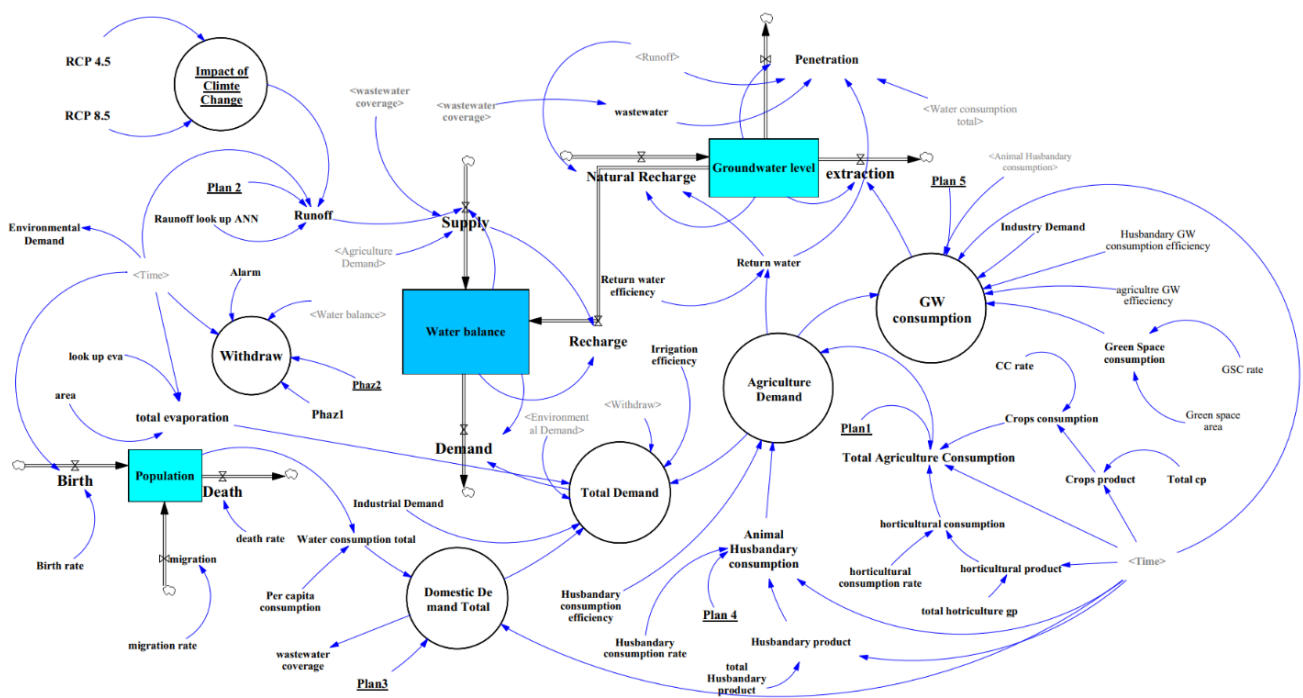 RCP 4.5
Impact of
Climte
Change
RCP 8.5
<wastewater
coverage>
<wastewater
coverage>
wastewater
<Runoff>
Penetration
<Water consumption
total>
Groundwater level
Natural Recharge
extraction
Plan 5
<Animal Husbandary
consumption>
Plan 2
Raunoff look up ANN
Runoff
Supply
<Agriculture
Demand>
Environmental
Demand
<Time>
Alarm
<Water balance>
Withdraw
Phaz2
Phaz1
Return water
efficiency
Return water
Industry Demand
Husbandary GW
consumption efficiency
agricultre GW
effieciency
GW
consumption
Green Space
consumption
GSC rate
Green space
area
Water balance
Recharge
Irrigation
efficiency
look up eva
area
total evaporation
Agriculture
Demand
CC rate
Crops consumption
Plan1
Total Agriculture Consumption
Crops product
Total cp
<Environment
al Demand>
<Withdraw>
Demand
Total Demand
Birth
Population
Death
Birth rate
death rate
migration
migration rate
Industrial Demand
Water consumption total
Per capita
consumption
Domestic De
mand Total
wastewater
coverage
Plan3
Husbandary
consumption
efficiency
Animal
Husbandary
consumption
Husbandary
consumption rate
Plan 4
Husbandary product
total
Husbandary
product
horticultural consumption
horticultural
consumption rate
horticultural product
total hotriculture gp
<Time>